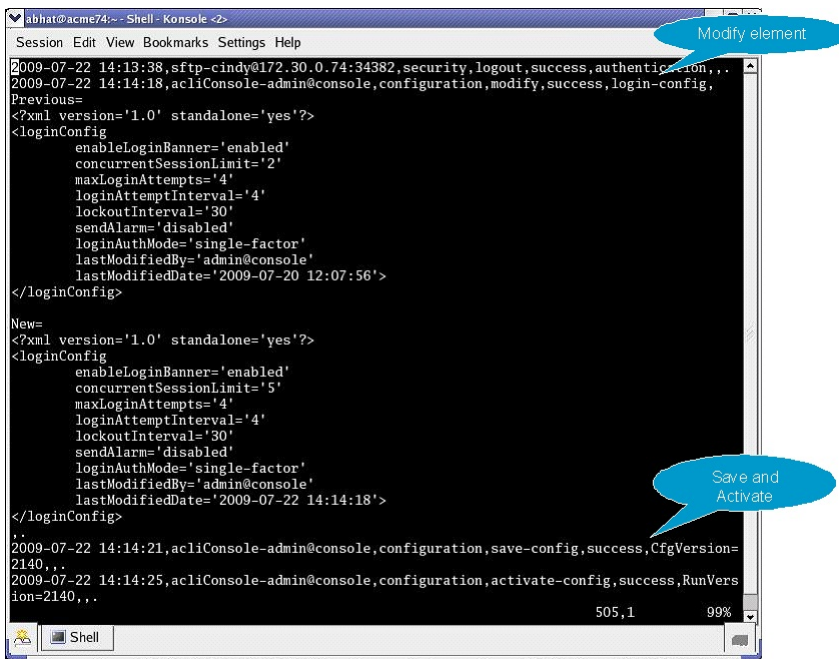 abhat@acme74:~ - Shell - Konsole <2>
Session Edit View Bookmarks Settings Help
Modify element
2009-07-22 14:13:38,sftp-cindy@172.30.0.74:34382,security,logout,success,authentication,,.
2009-07-22 14:14:18,acliConsole-admin@console,configuration,modify,success,login-config,
Previous=
<?xml version='1.0' standalone='yes'?>
<loginConfig
enableLoginBanner='enabled'
concurrentSessionLimit='2'
maxLoginAttempts='4'
loginAttemptInterval='4'
lockoutInterval='30'
sendAlarm='disabled'
loginAuthMode='single-factor'
lastModifiedBy='admin@console'
lastModifiedDate='2009-07-20 12:07:56'>
</loginConfig>
New=
<?xml version='1.0' standalone='yes'?>
<loginConfig
enableLoginBanner='enabled'
concurrentSessionLimit='5'
maxLoginAttempts='4'
loginAttemptInterval='4'
lockoutInterval='30'
sendAlarm='disabled'
loginAuthMode='single-factor'
lastModifiedBy='admin@console'
lastModifiedDate='2009-07-22 14:14:18'>
</loginConfig>
,.
Save and
Activate
2009-07-22 14:14:21,acliConsole-admin@console,configuration,save-config,success,CfgVersion=
2140,,.
2009-07-22 14:14:25,acliConsole-admin@console,configuration,activate-config,success,RunVers
ion=2140,,.
505,1 99%
Shell